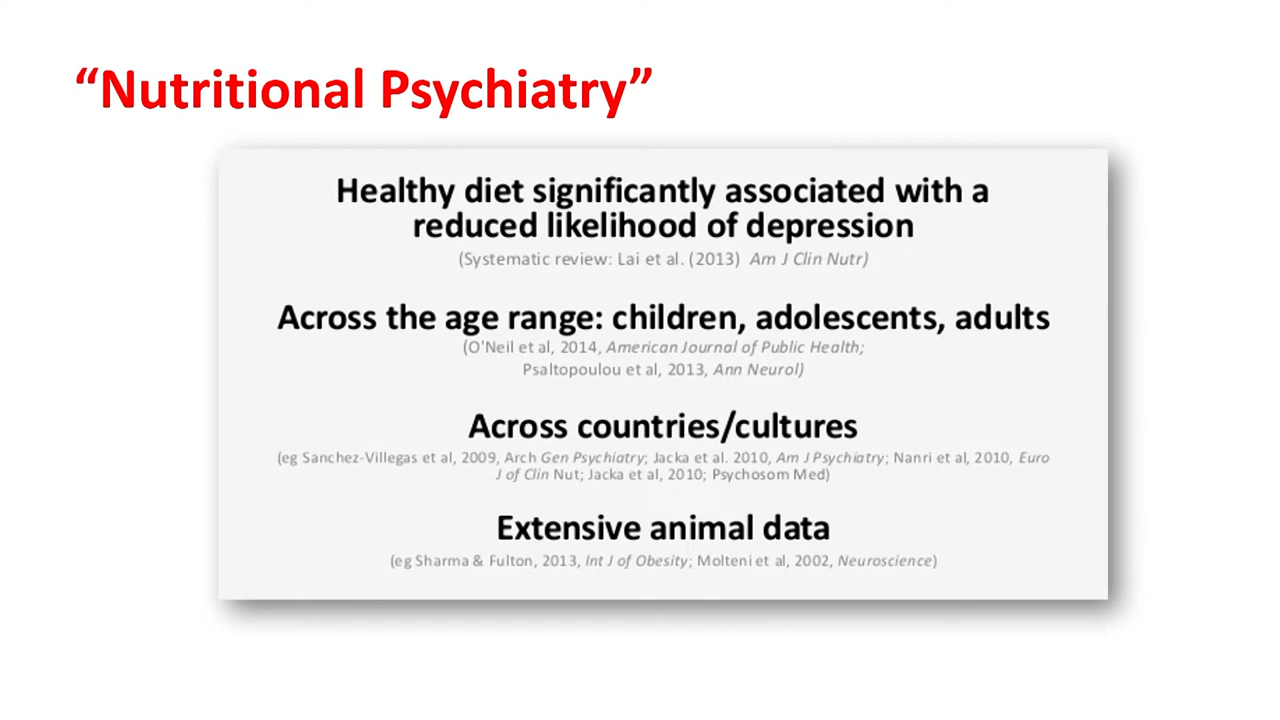 “Nutritional Psychiatry”
Healthy diet significantly associated with a
reduced likelihood of depression
(Systematic review: Lai et al. (2013) Am J Clin Nutr)
Across the age range: children, adolescents, adults
(O'Neil et al, 2014, American Journal of Public Health;
Psaltopoulou et al, 2013, Ann Neurol)
Across countries/cultures
(eg Sanchez-Villegas et al, 2009, Arch Gen Psychiatry; Jacka et al. 2010, Am J Psychiatry; Nanri et al, 2010, Euro
J of Clin Nut; Jacka et al, 2010; Psychosom Med)
Extensive animal data
(eg Sharma & Fulton, 2013, Int J of Obesity; Molteni et al, 2002, Neuroscience)